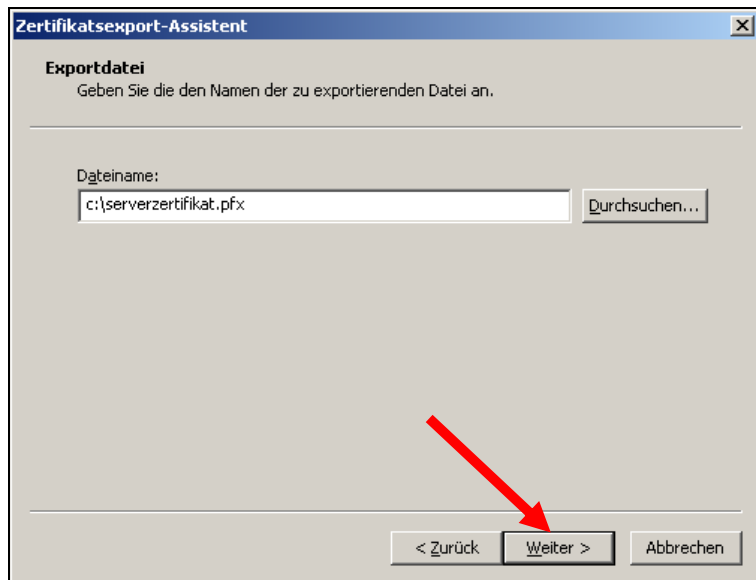 Zertifikatsexport-Assistent
Exportdatei
Geben Sie die den Namen der zu exportierenden Datei an.
Dateiname:
c:\serverzertifikat.pfx
Durchsuchen...
< Zurück Weiter > Abbrechen